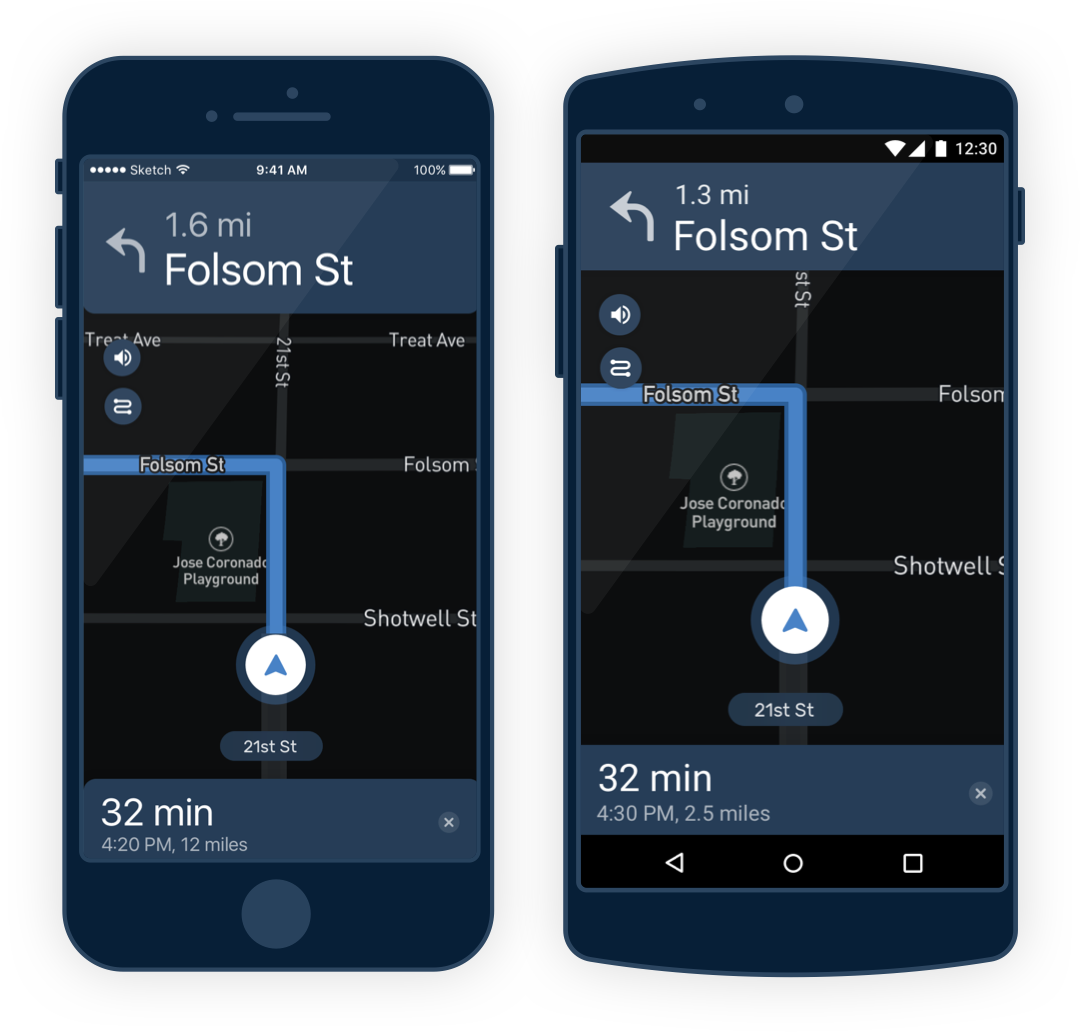 Sketch
9:41 AM
100%
1.6 mi
Folsom St
Treat Ave
Treat Ave
21st St
Folsom St
Folsom S
Jose Coronado
Playground
Shotwell St
21st St
32 min
4:20 PM, 12 miles
12:30
1.3 mi
Folsom St
st St
Folsom St
Folsom
Jose Coronado
Playground
Shotwell S
21st St
32 min
4:30 PM, 2.5 miles